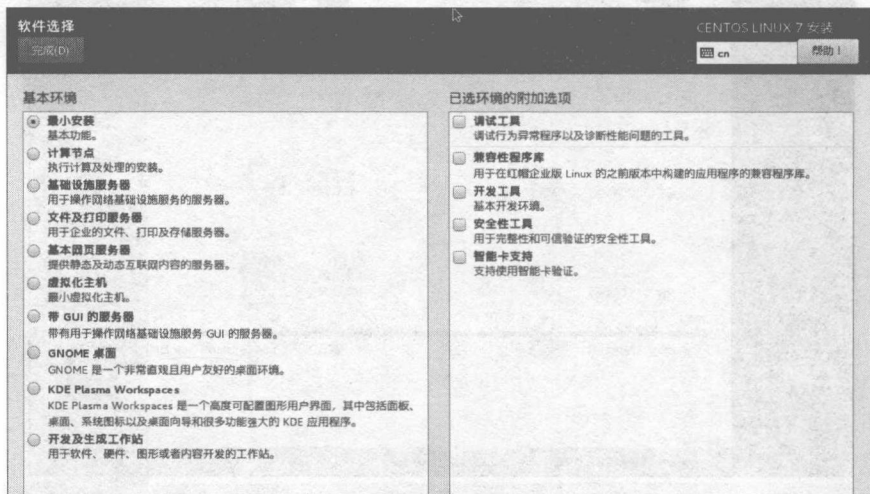 软件选择
完成(D)
CENTOS LINUX 7 安装
cn
帮助！
基本环境
最小安装
基本功能。
计算节点
执行计算及处理的安装。
基础设施服务器
用于操作网络基础设施服务的服务器。
文件及打印服务器
用于企业的文件、打印及存储服务器。
基本网页服务器
提供静态及动态互联网内容的服务器。
虚拟化主机
最小虚拟化主机。
带 GUI 的服务器
带有用于操作网络基础设施服务 GUI 的服务器。
GNOME 桌面
GNOME 是一个非常直观且用户友好的桌面环境。
KDE Plasma Workspaces
KDE Plasma Workspaces 是一个高度可配置图形用户界面，其中包括面板、
桌面、系统图标以及桌面向导和很多功能强大的 KDE 应用程序。
开发及生成工作站
用于软件、硬件、图形或者内容开发的工作站。
已选环境的附加选项
调试工具
调试行为异常程序以及诊断性能问题的工具。
兼容性程序库
用于在红帽企业版 Linux 的之前版本中构建的应用程序的兼容程序库。
开发工具
基本开发环境。
安全性工具
用于完整性和可信验证的安全性工具。
智能卡支持
支持使用智能卡验证。